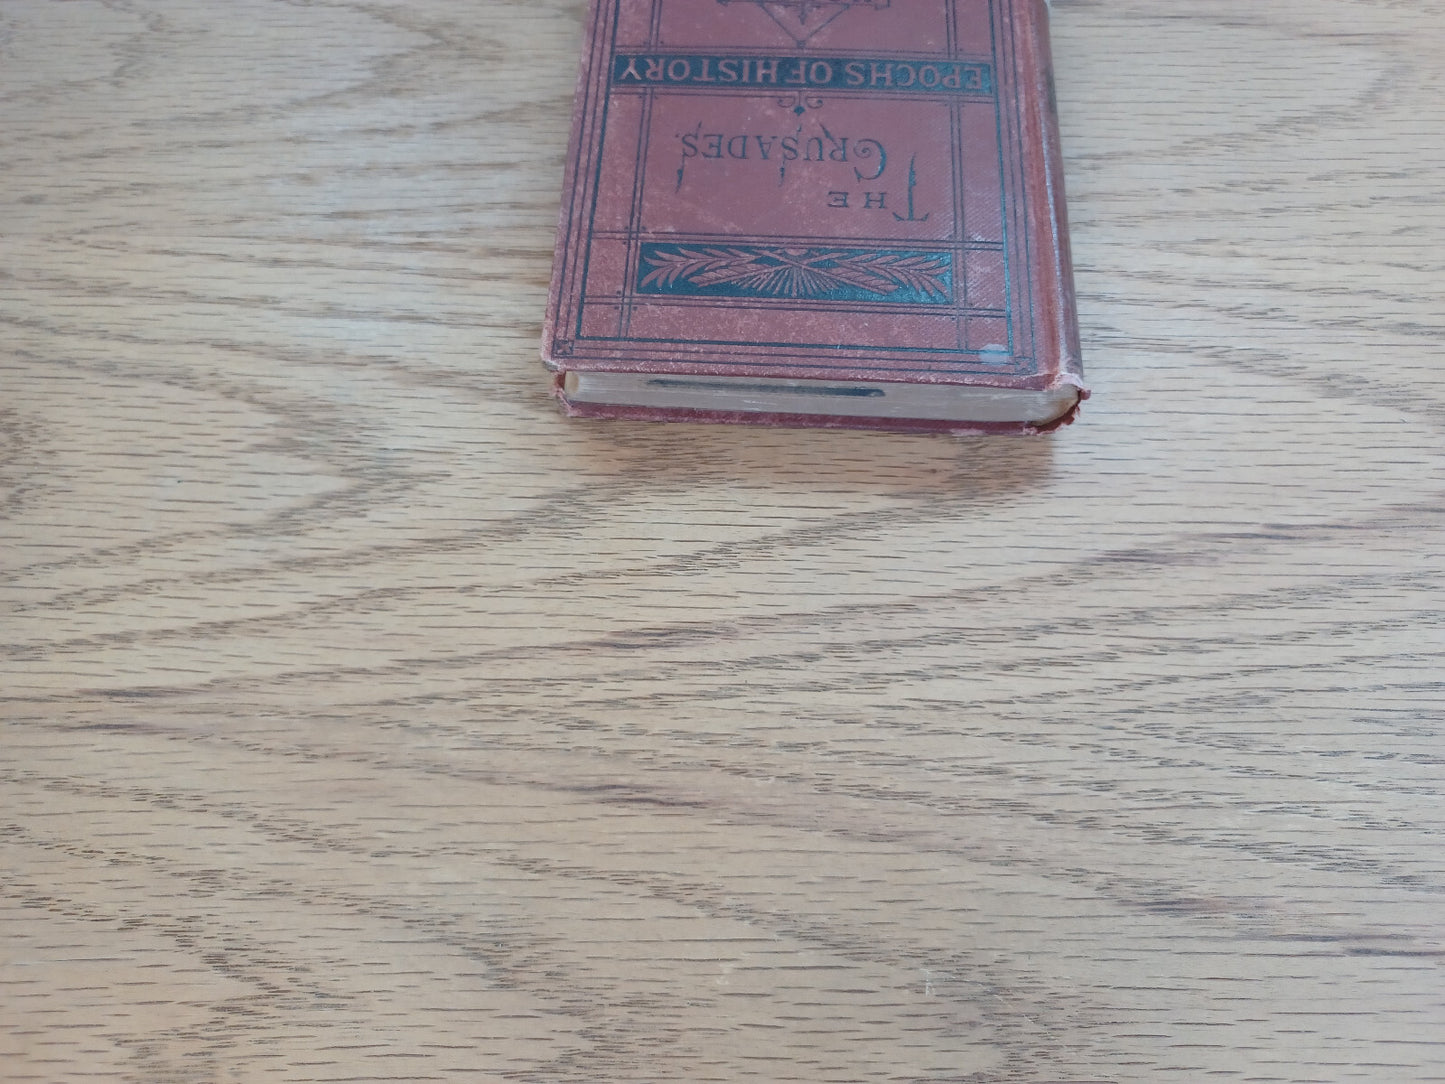 THE
CRUSADES.
EPOCHS OF HISTORY